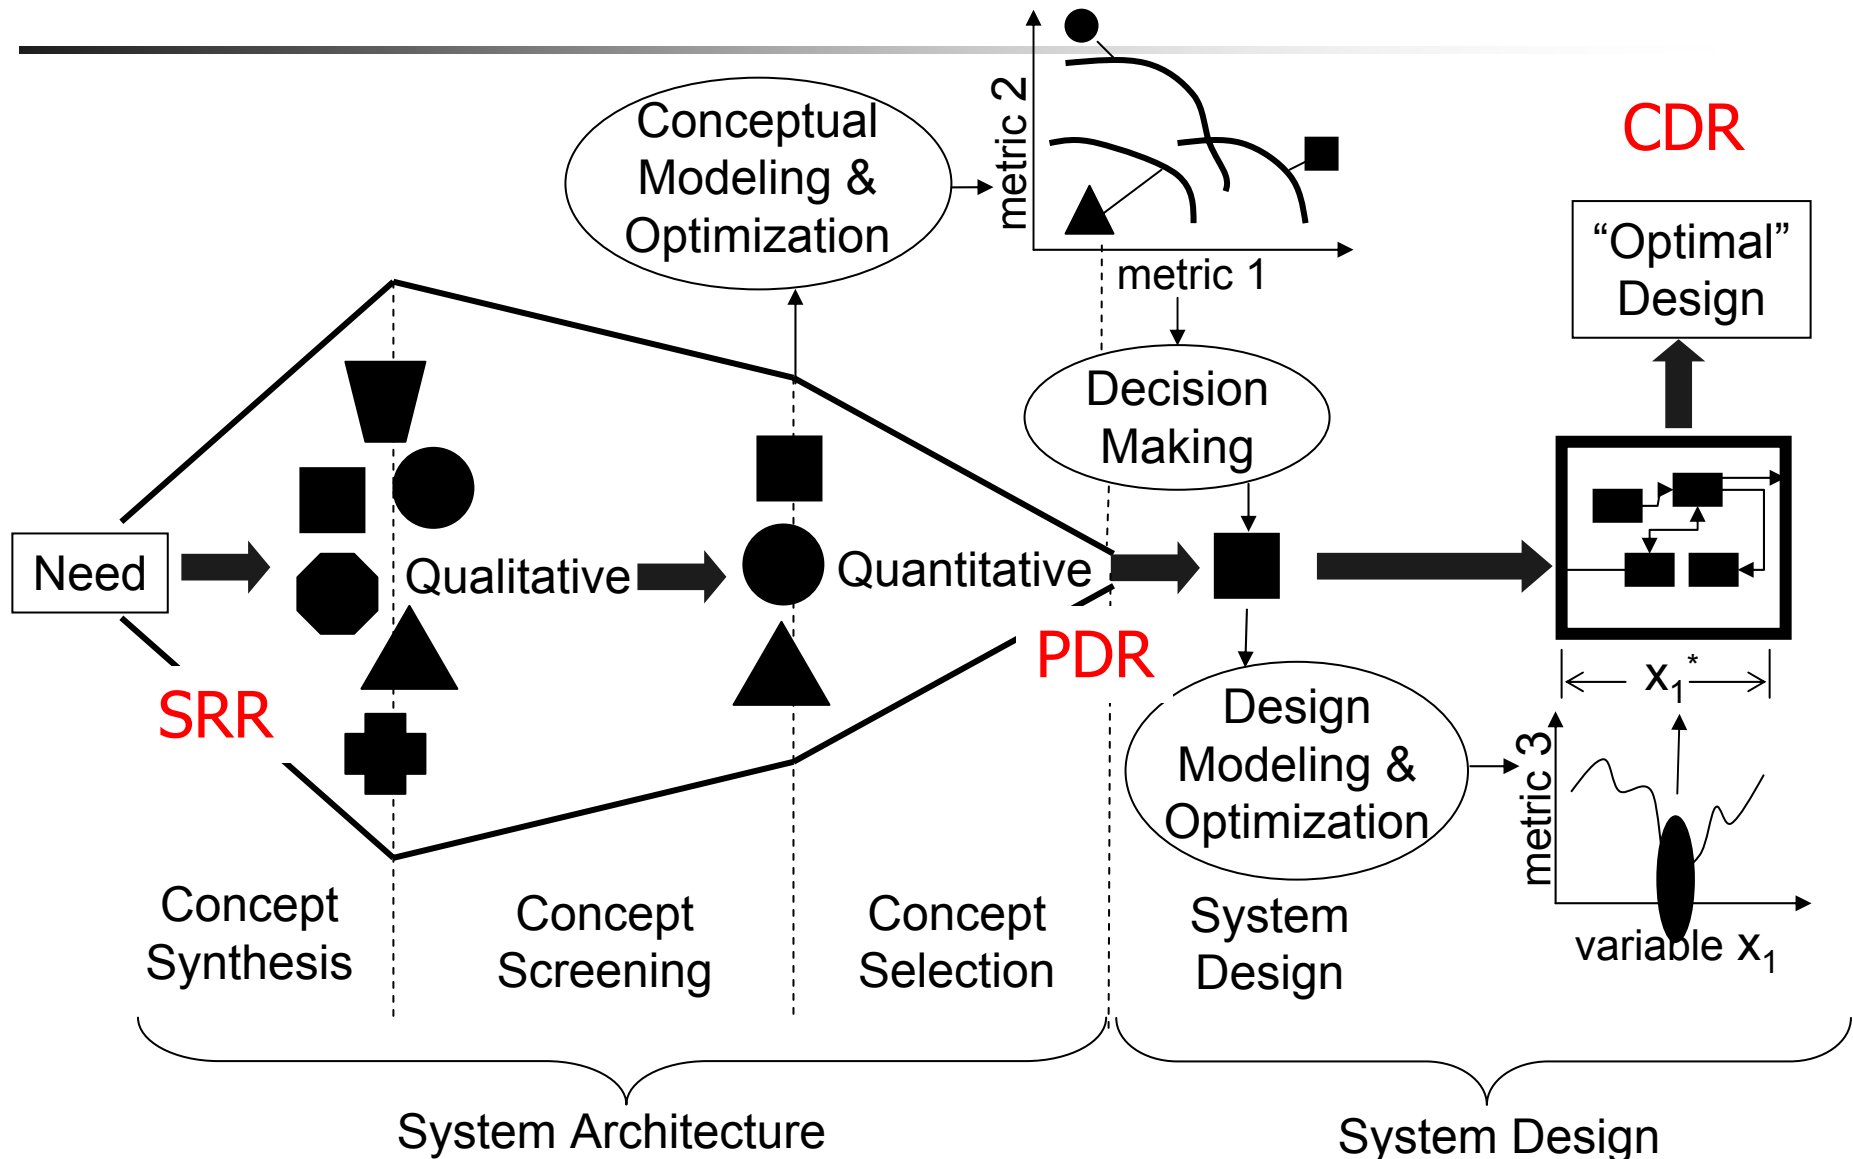 Conceptual
Modeling &
Optimization
metric 2
metric 1
CDR
“Optimal”
Design
Decision
Making
Need
Qualitative
Quantitative
SRR
PDR
x₁*
Design
Modeling &
Optimization
metric 3
variable x₁
Concept
Synthesis
Concept
Screening
Concept
Selection
System
Design
System Architecture
System Design